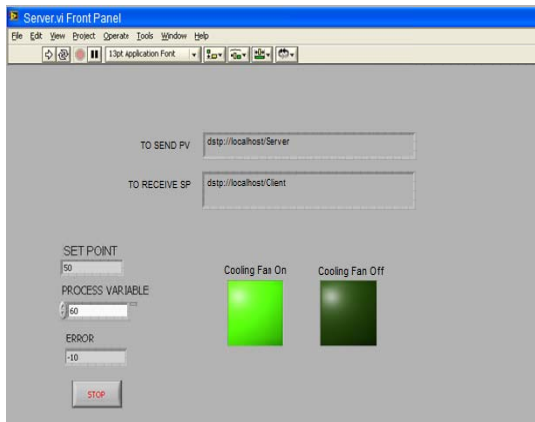 Server.vi Front Panel
File Edit View Project Operate Tools Window Help
13pt Application Font
TO SEND PV dstp://localhost/Server
TO RECEIVE SP dstp://localhost/Client
SET POINT
50
Cooling Fan On Cooling Fan Off
PROCESS VARIABLE
60
ERROR
-10
STOP